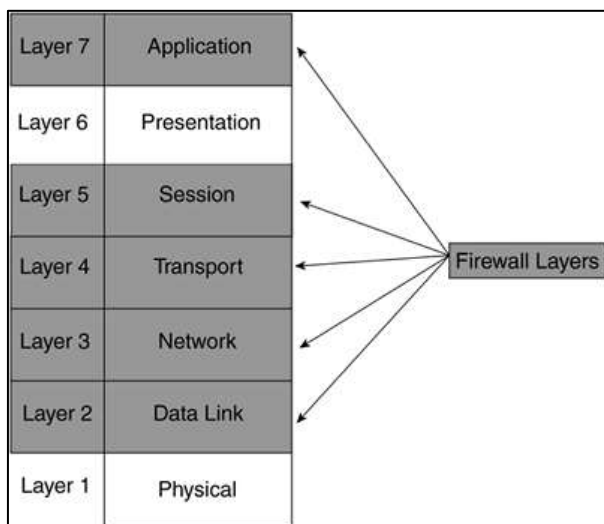 Layer 7 Application
Layer 6 Presentation
Layer 5 Session
Layer 4 Transport
Firewall Layers
Layer 3 Network
Layer 2 Data Link
Layer 1 Physical